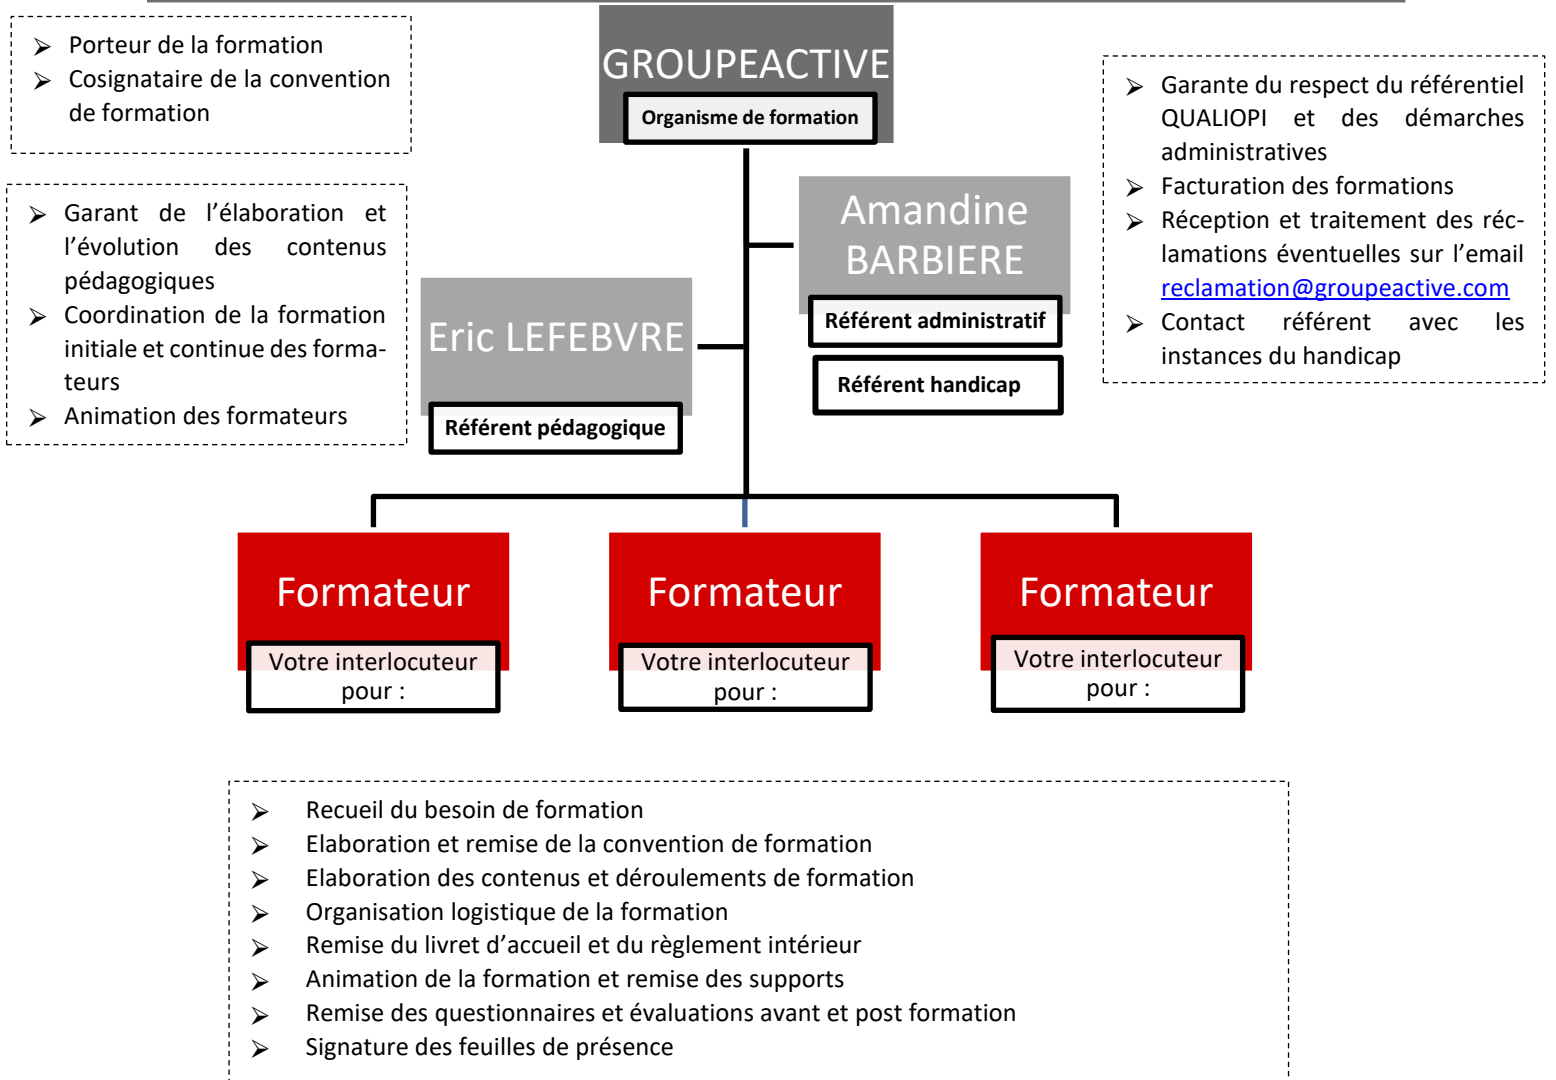 ➢ Porteur de la formation
➢ Cosignataire de la convention
de formation
GROUPEACTIVE
Organisme de formation
➢ Garante du respect du référentiel
QUALIOPI et des démarches
administratives
➢ Facturation des formations
➢ Réception et traitement des réc-
lamations éventuelles sur l’email
reclamation@groupeactive.com
➢ Contact référent avec les
instances du handicap
➢ Garant de l’élaboration et
l’évolution des contenus
pédagogiques
➢ Coordination de la formation
initiale et continue des forma-
teurs
➢ Animation des formateurs
Amandine
BARBIERE
Référent administratif
Référent handicap
Eric LEFEBVRE
Référent pédagogique
Formateur
Votre interlocuteur
pour :
Formateur
Votre interlocuteur
pour :
Formateur
Votre interlocuteur
pour :
➢ Recueil du besoin de formation
➢ Elaboration et remise de la convention de formation
➢ Elaboration des contenus et déroulements de formation
➢ Organisation logistique de la formation
➢ Remise du livret d’accueil et du règlement intérieur
➢ Animation de la formation et remise des supports
➢ Remise des questionnaires et évaluations avant et post formation
➢ Signature des feuilles de présence